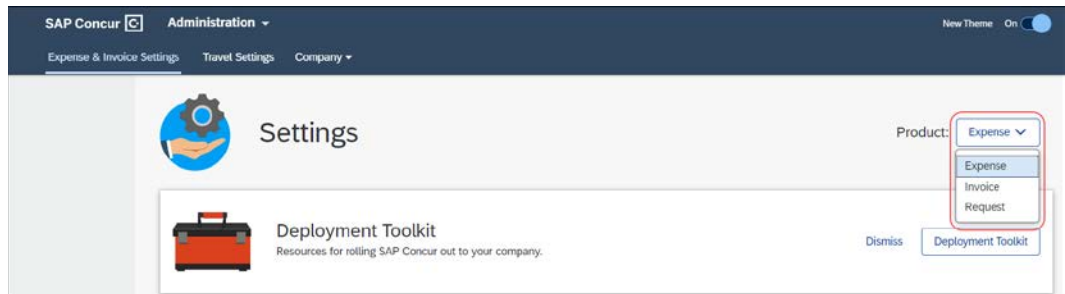 SAP Concur C Administration New Theme On
Expense & Invoice Settings Travel Settings Company
Settings
Product: Expense
Expense
Invoice
Request
Deployment Toolkit
Resources for rolling SAP Concur out to your company.
Dismiss Deployment Toolkit